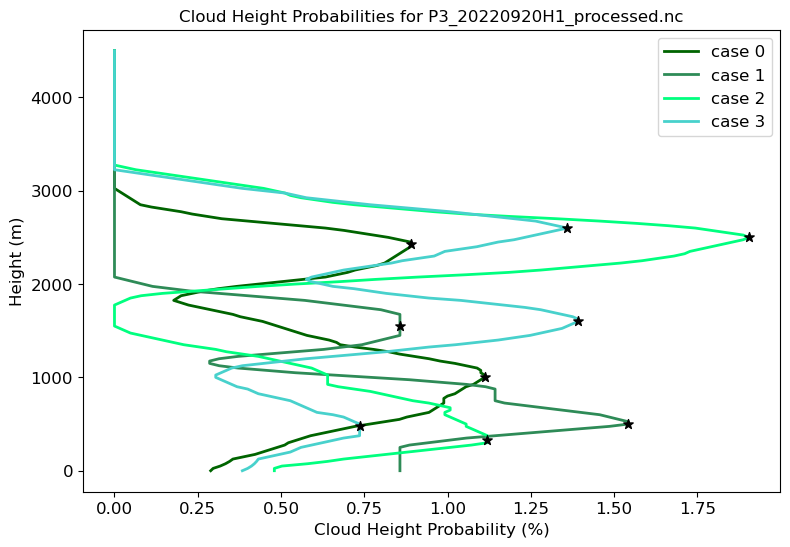 Cloud Height Probabilities for P3_20220920H1_processed.nc
case 0
case 1
case 2
case 3
4000
3000
2000
1000
0
Height (m)
0.00 0.25 0.50 0.75 1.00 1.25 1.50 1.75
Cloud Height Probability (%)